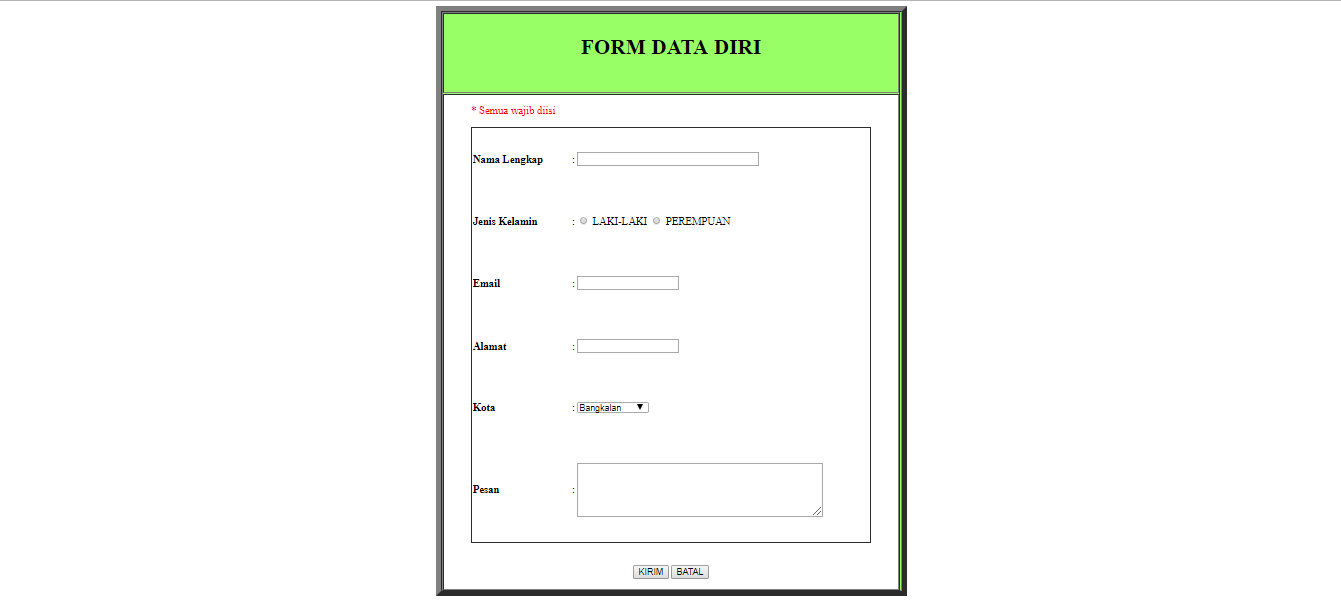 FORM DATA DIRI
* Semua wajib diisi
Nama Lengkap :
Jenis Kelamin : LAKI-LAKI PEREMPUAN
Email :
Alamat :
Kota : Bangkalan
Pesan :
KIRIM BATAL